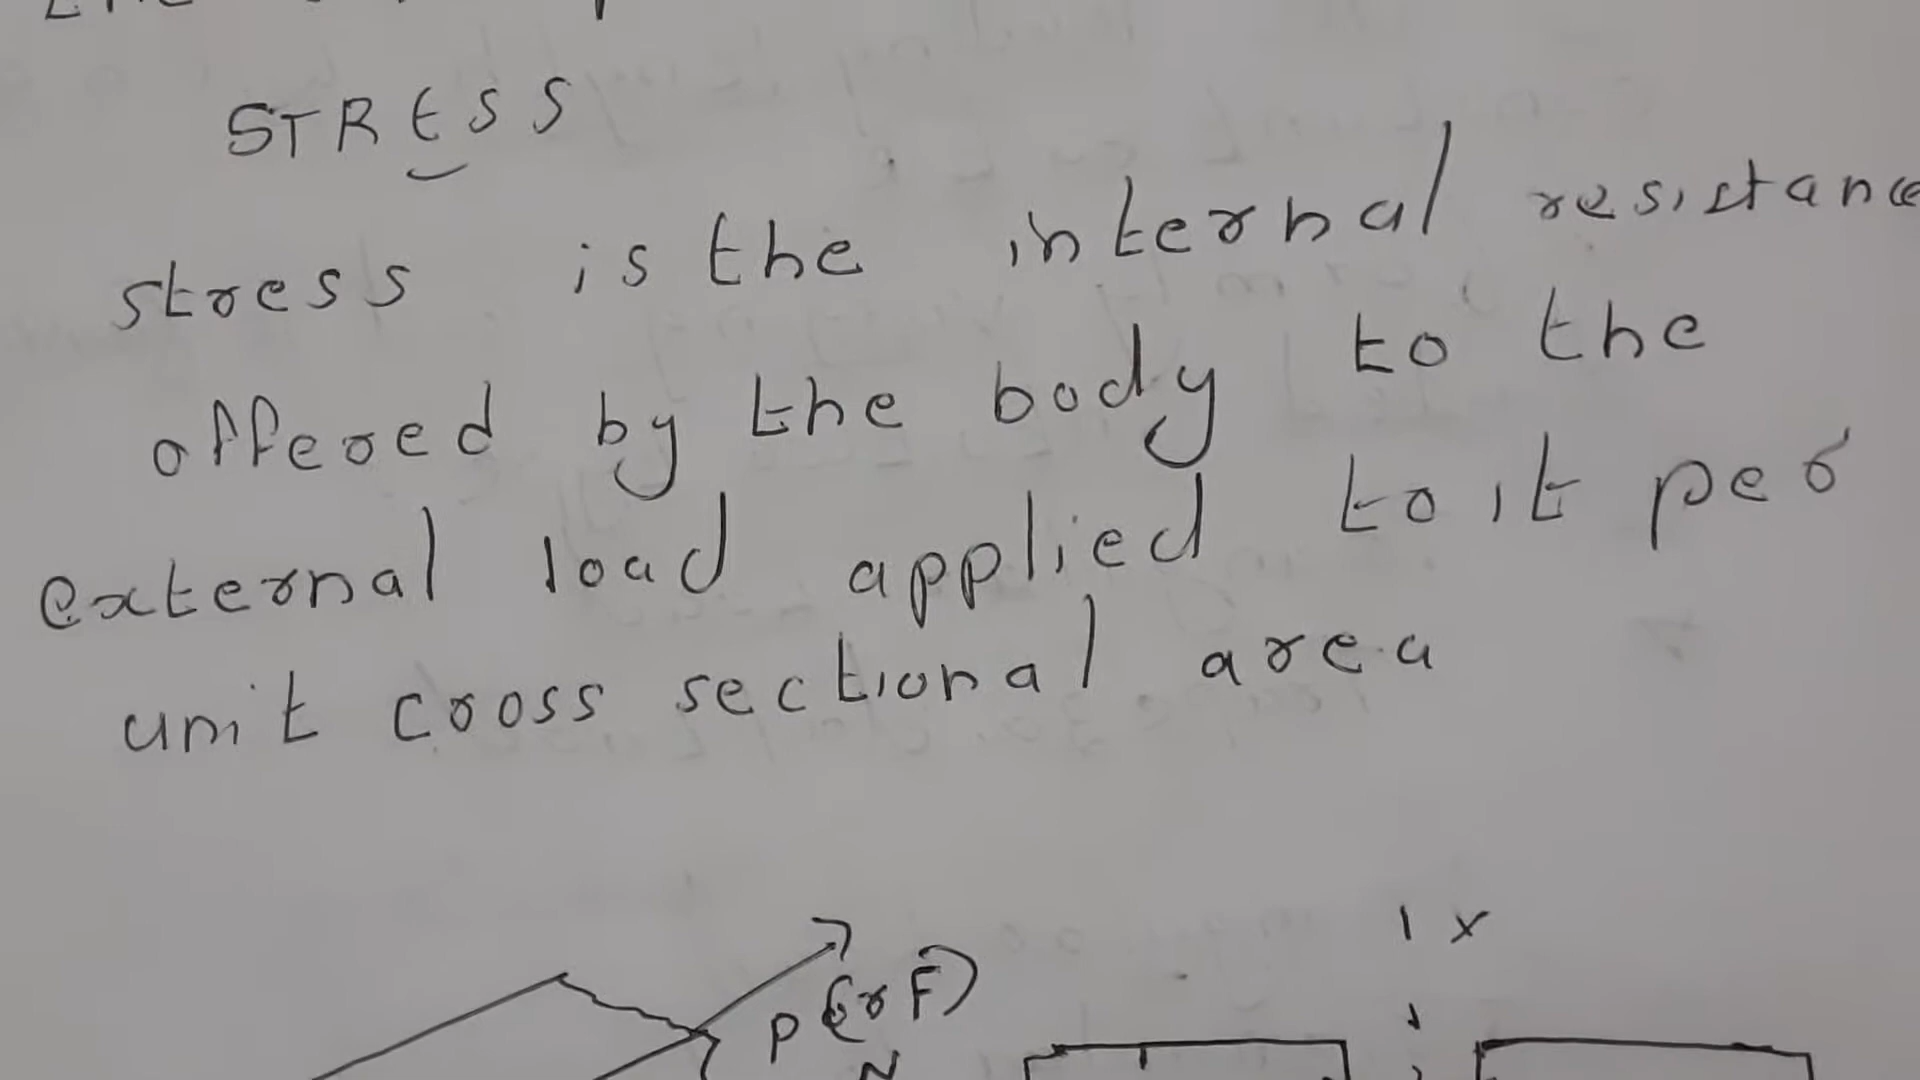 STRESS
stress is the internal resistance
offered by the body to the
external load applied to it per
unit cross sectional area
P (or F)
N
X